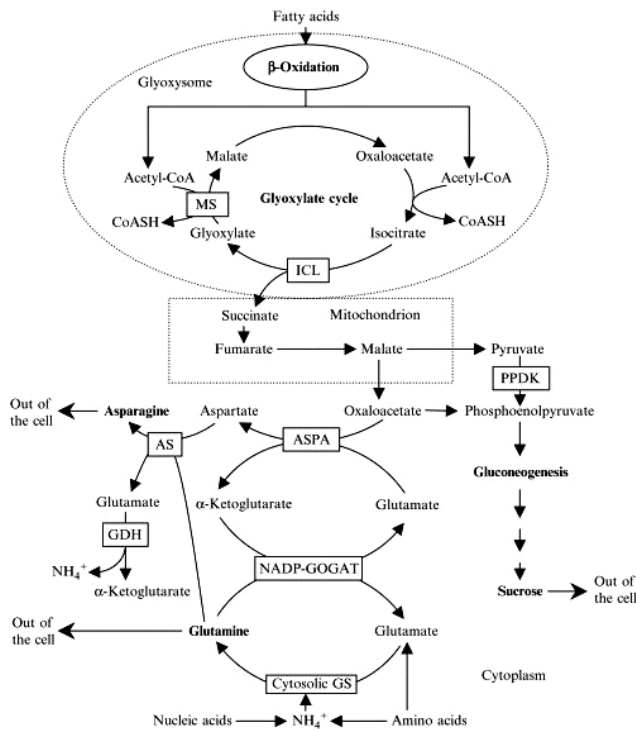 Fatty acids
β-Oxidation
Glyoxysome
Malate
Oxaloacetate
Acetyl-CoA
Acetyl-CoA
MS
Glyoxylate cycle
CoASH
Glyoxylate
Isocitrate
CoASH
ICL
Succinate
Mitochondrion
Fumarate
Malate
Pyruvate
PPDK
Out of
the cell
Asparagine
Aspartate
Oxaloacetate
Phosphoenolpyruvate
AS
ASPA
Gluconeogenesis
Glutamate
α-Ketoglutarate
Glutamate
GDH
NH₄⁺
α-Ketoglutarate
NADP-GOGAT
Sucrose
Out of
the cell
Out of
the cell
Glutamine
Glutamate
Cytosolic GS
Cytoplasm
Nucleic acids
NH₄⁺
Amino acids